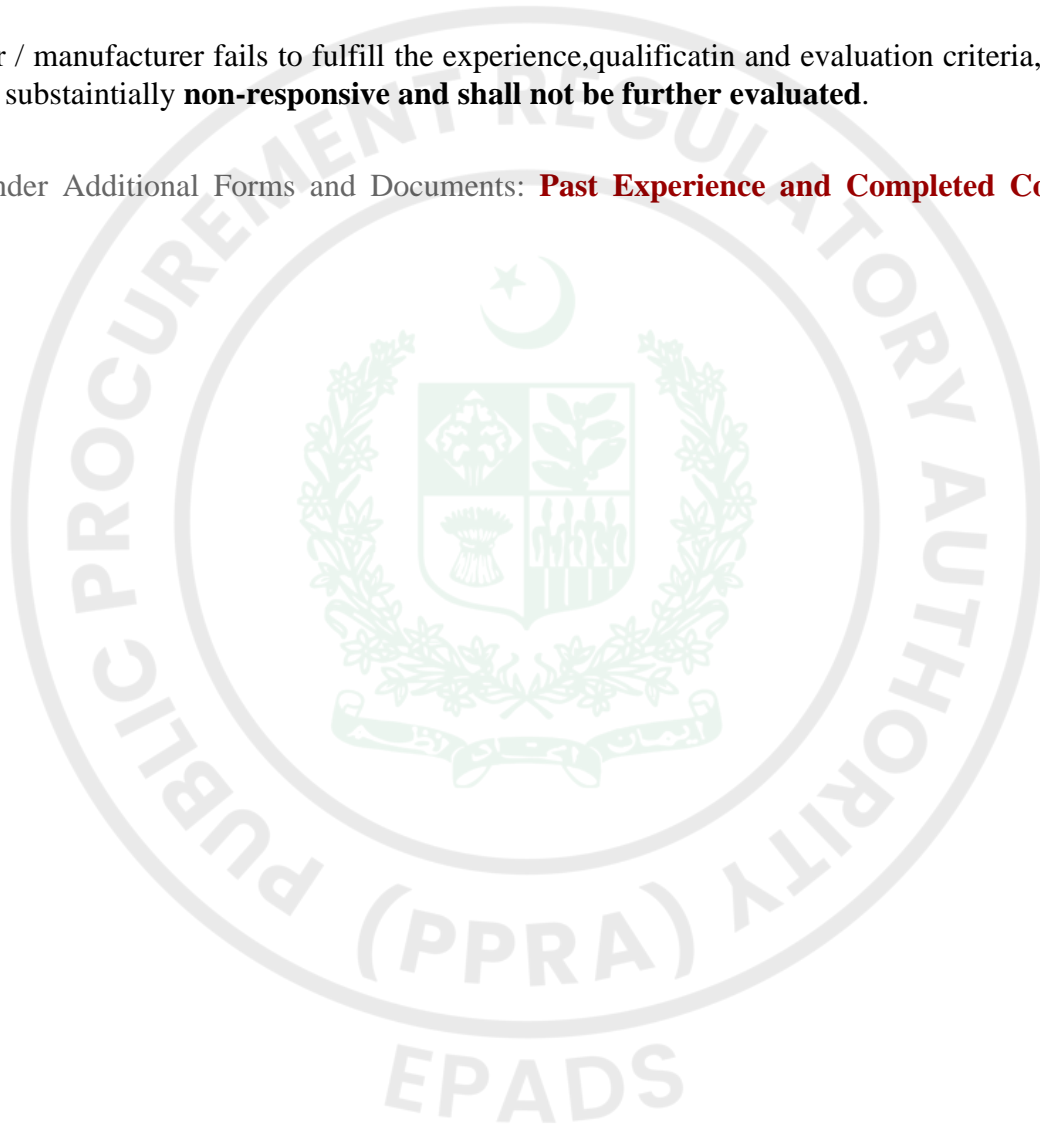 r / manufacturer fails to fulfill the experience,qualificatin and evaluation criteria,
substaintially non-responsive and shall not be further evaluated.
nder Additional Forms and Documents: Past Experience and Completed Co
PUBLIC PROCUREMENT REGULATORY AUTHORITY
(PPRA)
EPADS